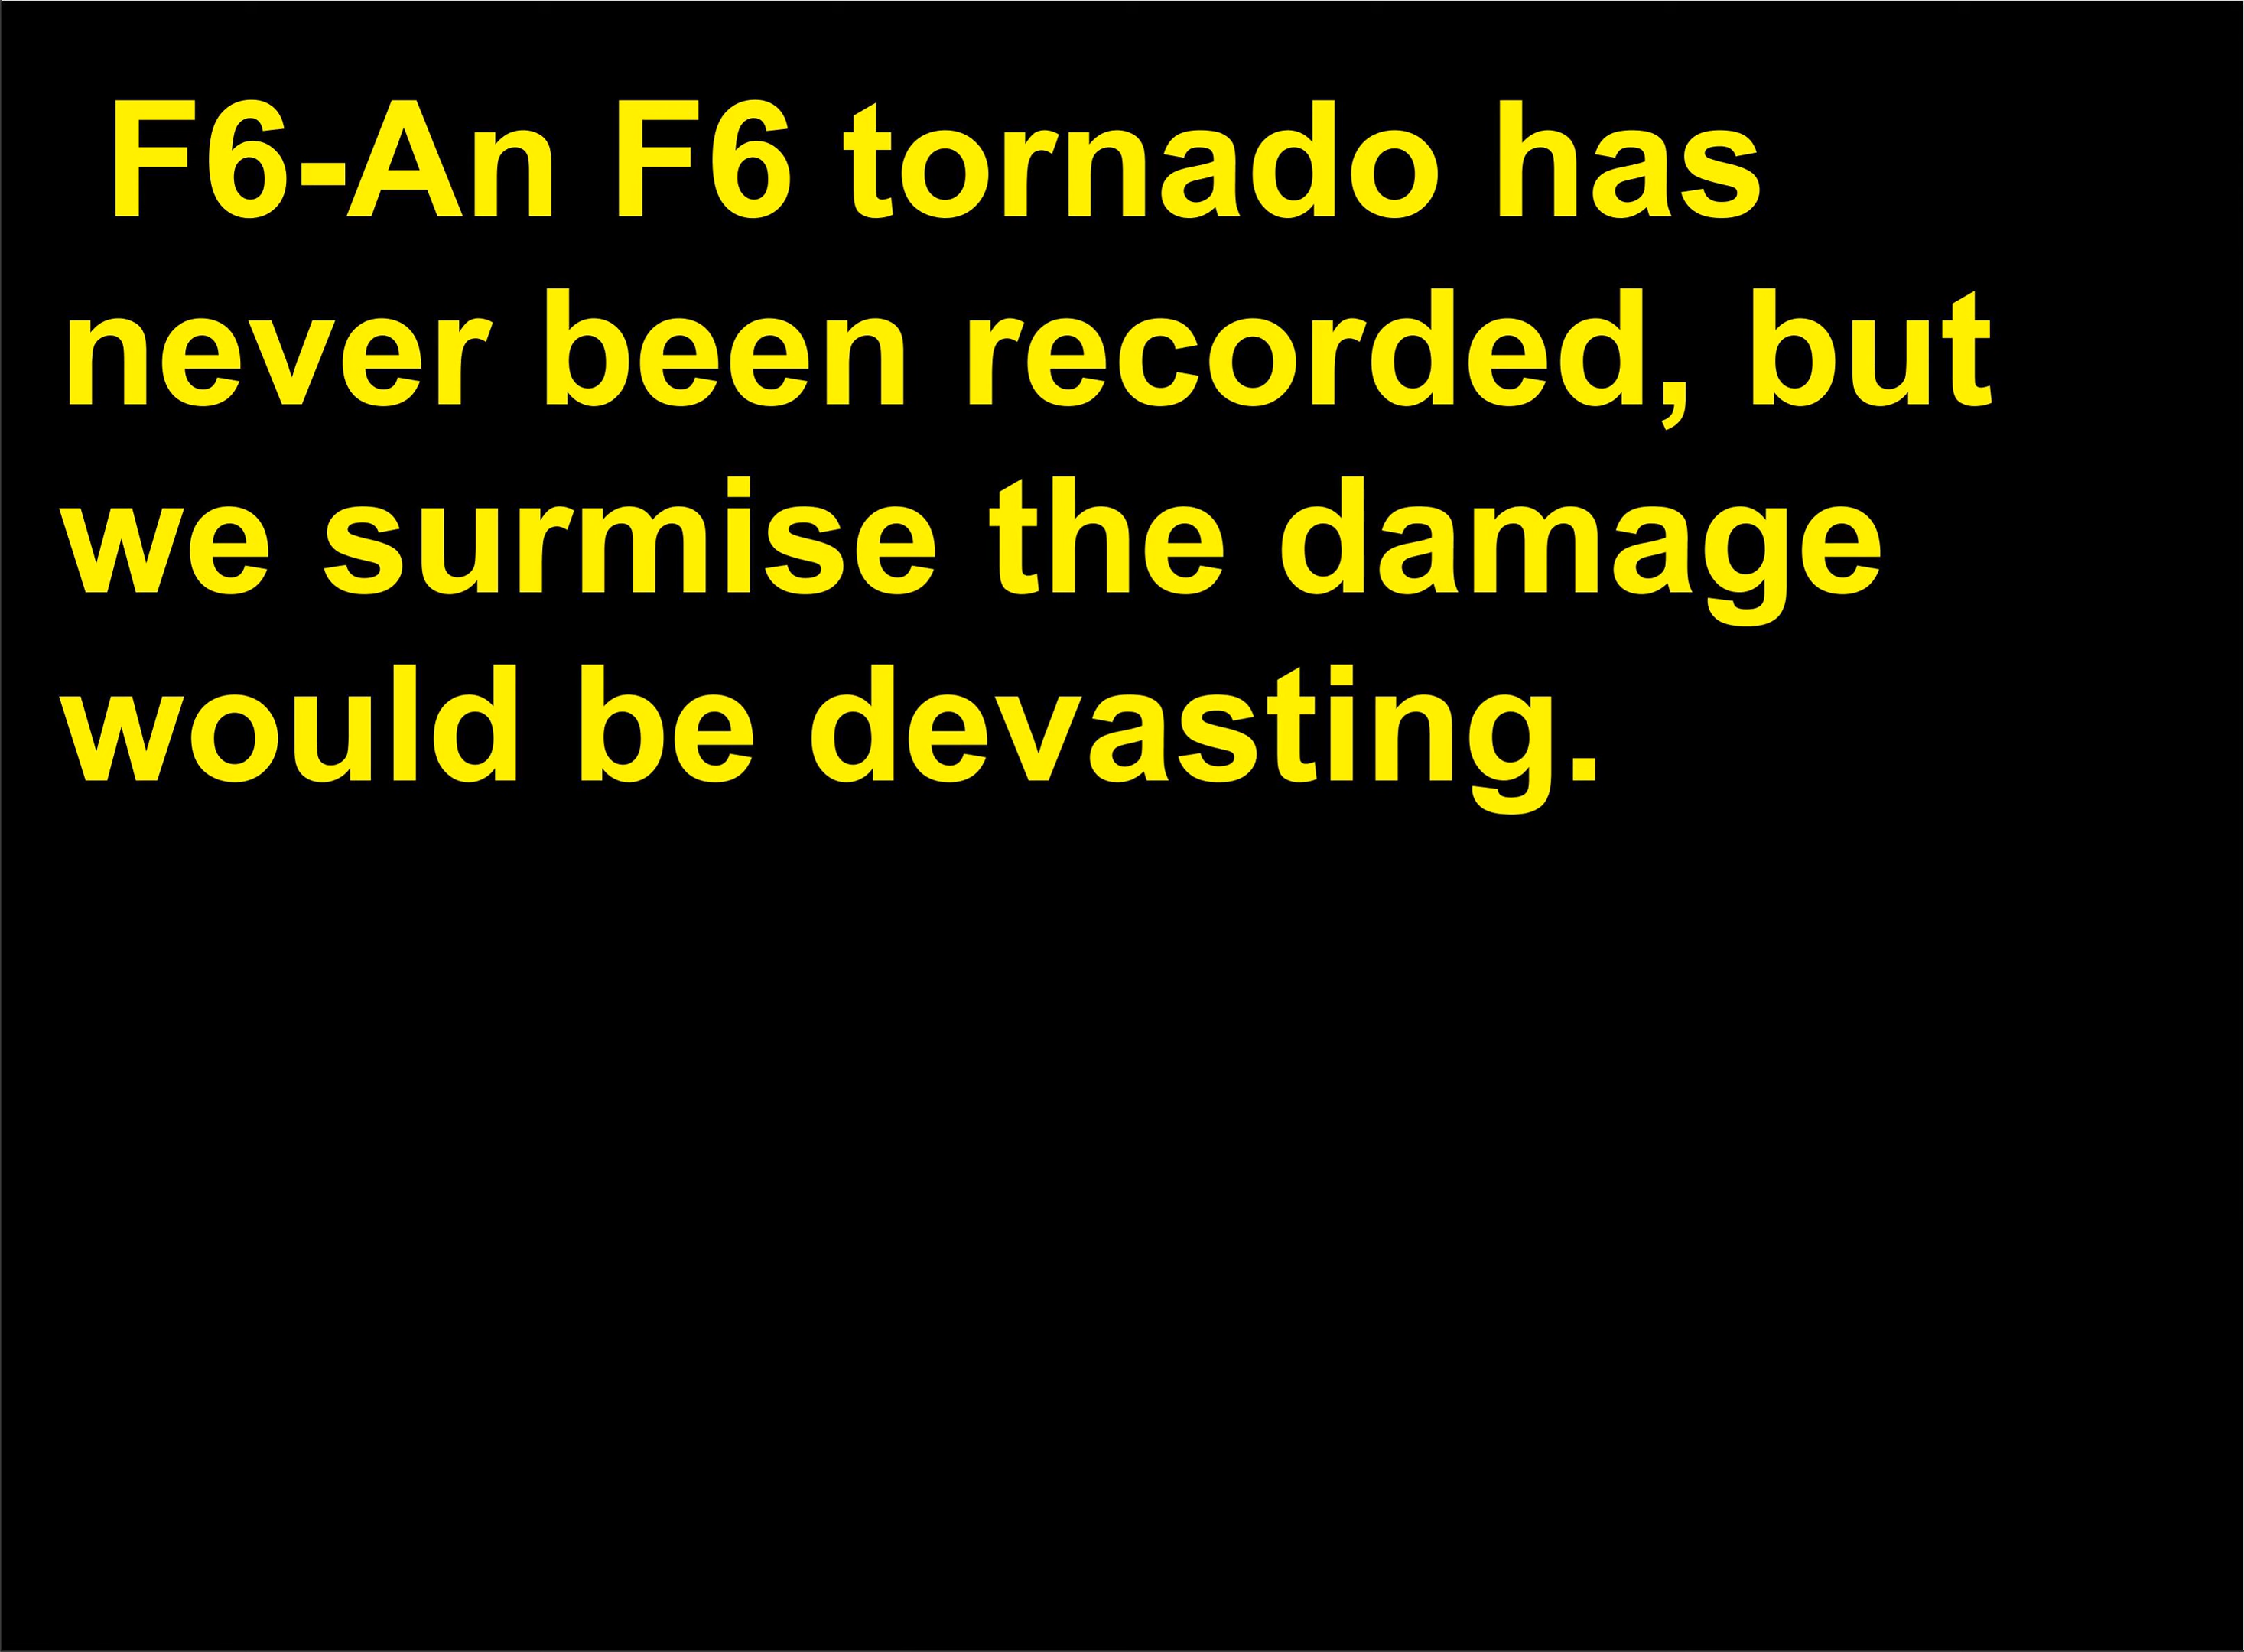 F6-An F6 tornado has
never been recorded, but
we surmise the damage
would be devasting.